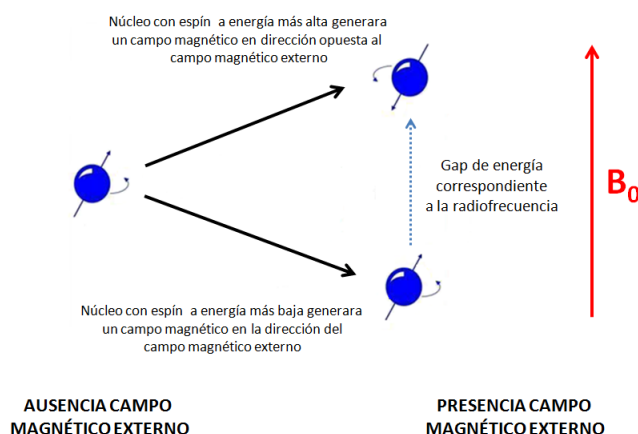 Núcleo con espín a energía más alta generara
un campo magnético en dirección opuesta al
campo magnético externo
Gap de energía
correspondiente
a la radiofrecuencia
B0
Núcleo con espín a energía más baja generara
un campo magnético en la dirección del
campo magnético externo
AUSENCIA CAMPO
MAGNÉTICO EXTERNO
PRESENCIA CAMPO
MAGNÉTICO EXTERNO